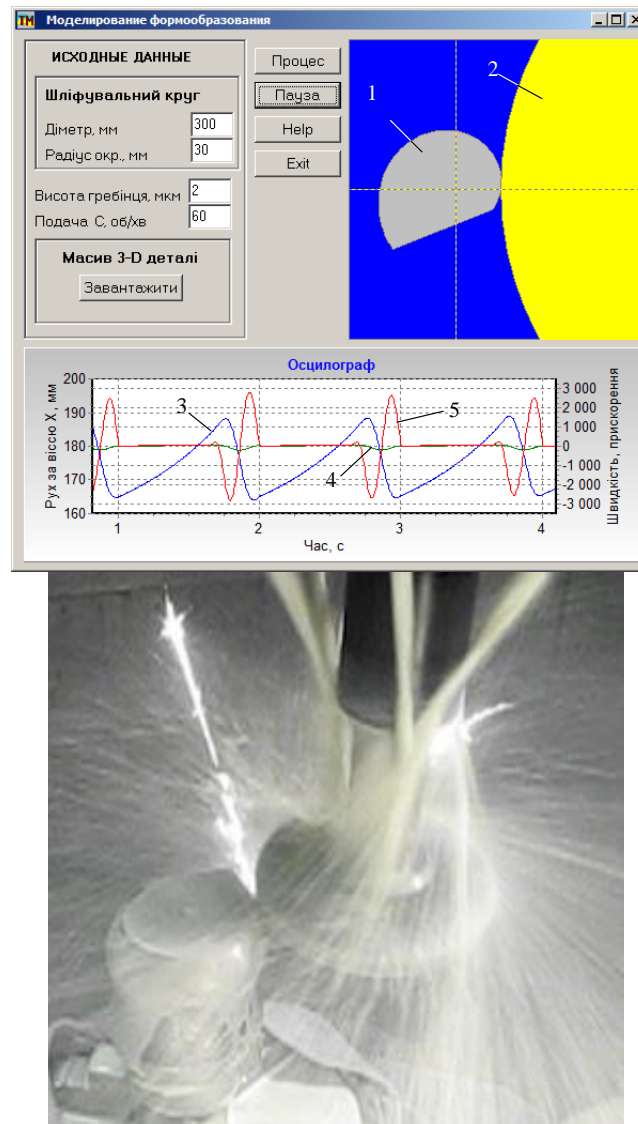 TM Моделирование формообразования
ИСХОДНЫЕ ДАННЫЕ
Шліфувальний круг
Діметр, мм 300
Радіус окр., мм 30
Висота гребінця, мкм 2
Подача С, об/хв 60
Масив 3-D деталі
Завантажити
Процес
Пауза
Help
Exit
1
2
Осцилограф
Рух за віссю X, мм
200
190
180
170
160
3
4
5
3 000
2 000
1 000
0
-1 000
-2 000
-3 000
Швидкість, прискорення
1 2 3 4
Час, с